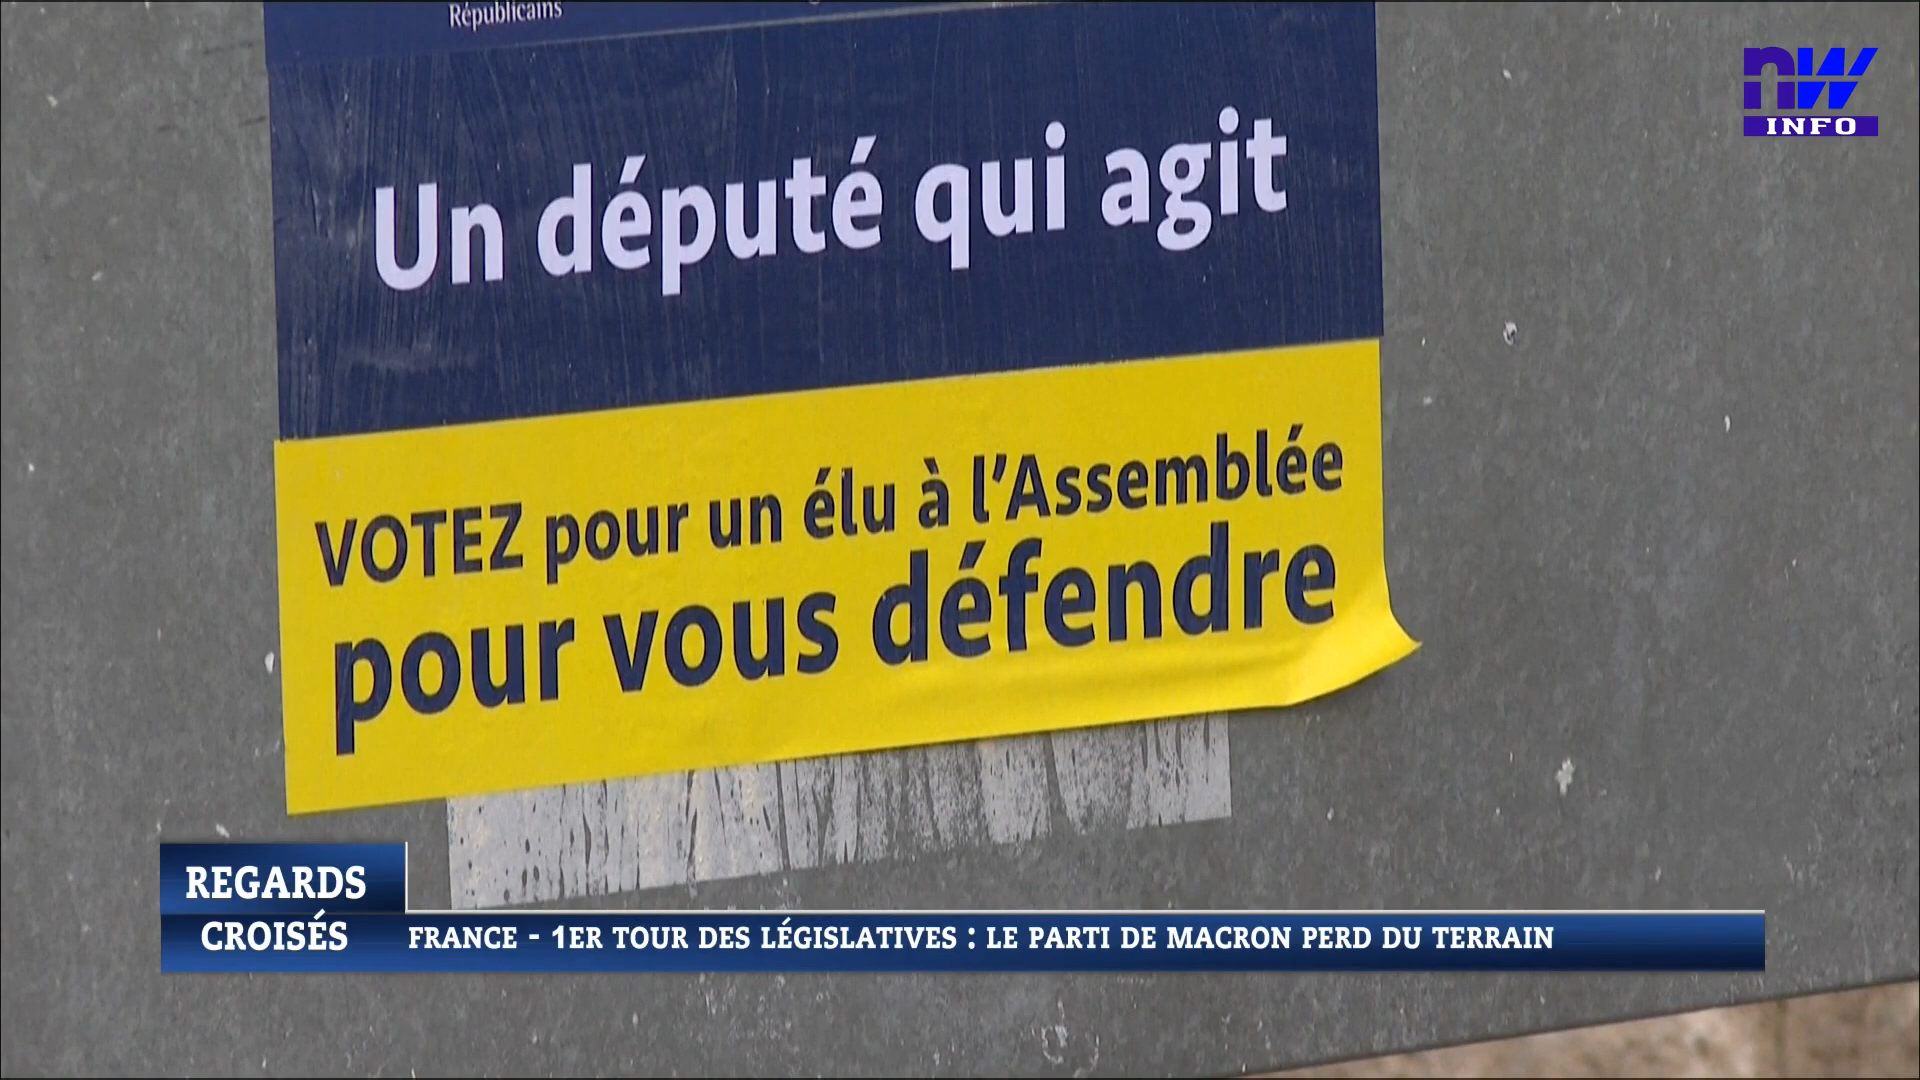 Républicains
nw
INFO
Un député qui agit
VOTEZ pour un élu à l'Assemblée
pour vous défendre
REGARDS
CROISÉS
FRANCE - 1ER TOUR DES LÉGISLATIVES : LE PARTI DE MACRON PERD DU TERRAIN